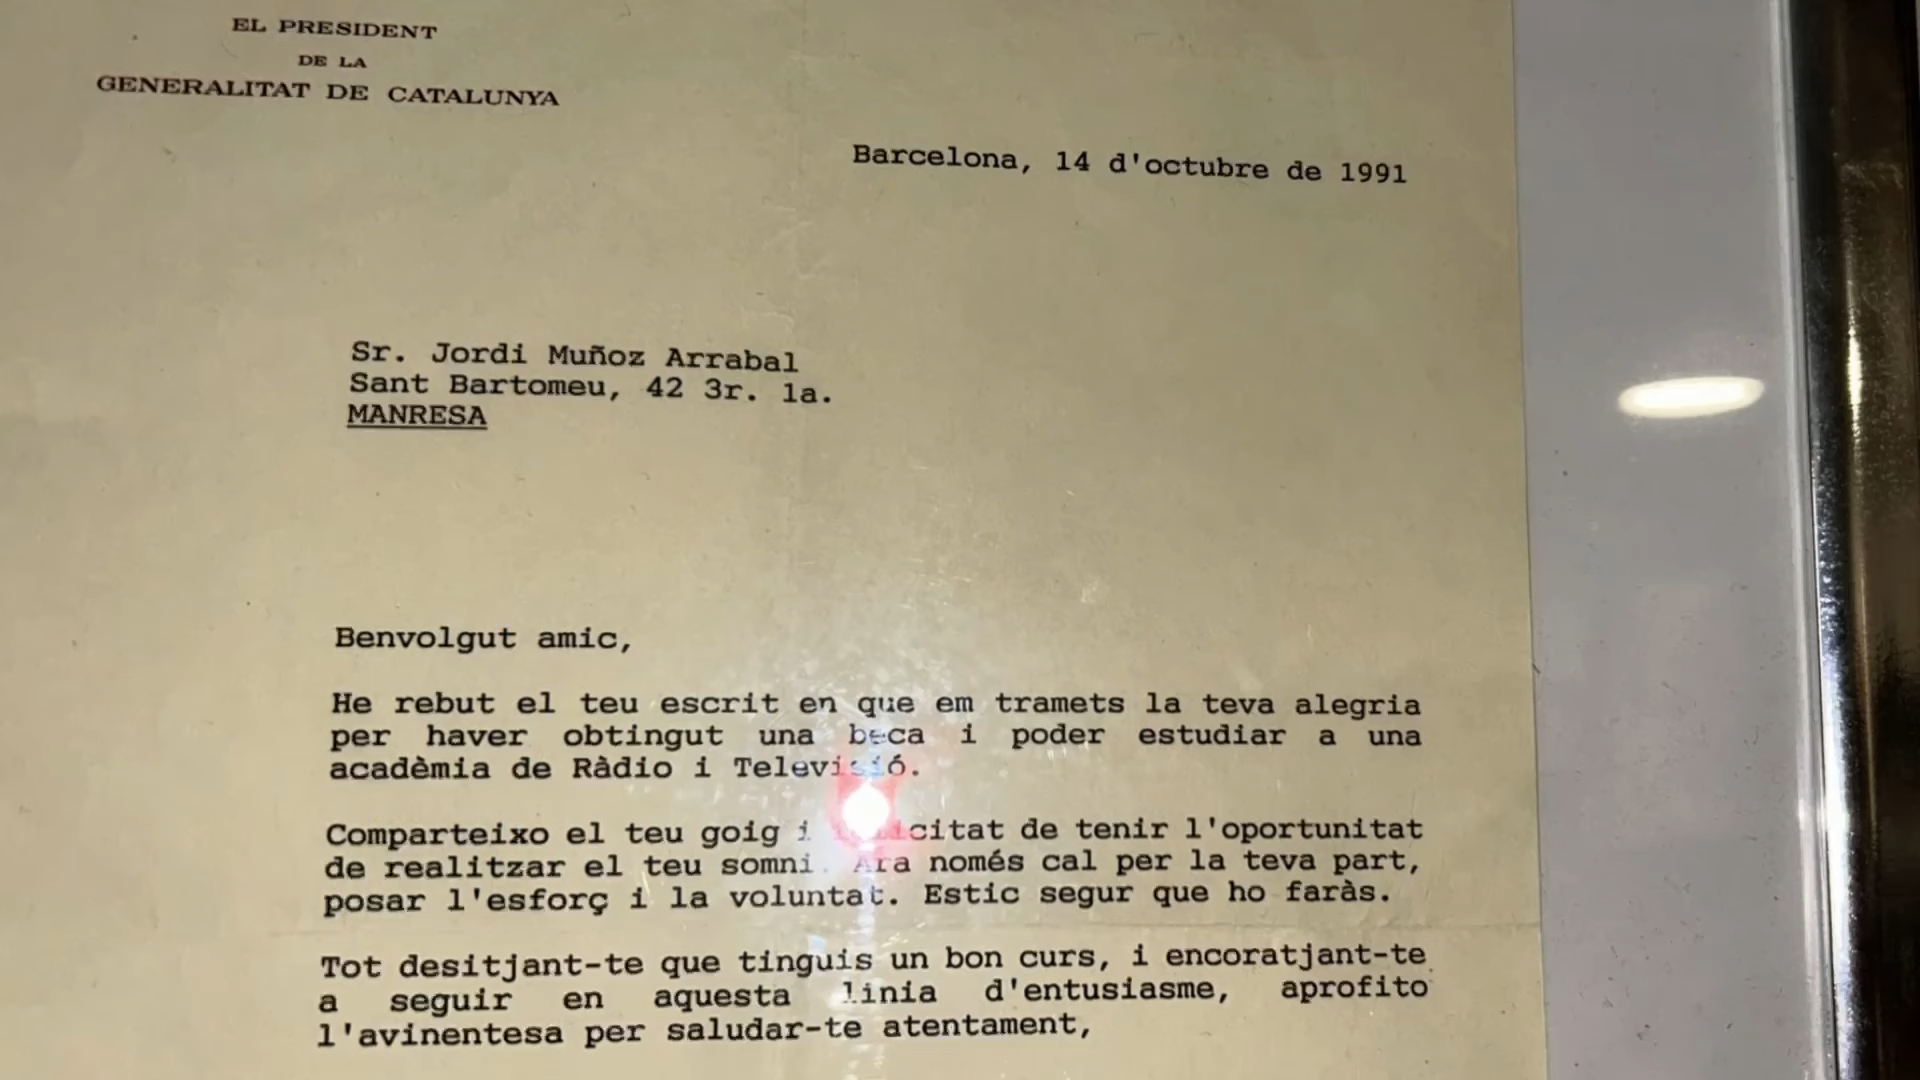 EL PRESIDENT
DE LA
GENERALITAT DE CATALUNYA
Barcelona, 14 d'octubre de 1991
Sr. Jordi Muñoz Arrabal
Sant Bartomeu, 42 3r. 1a.
MANRESA
Benvolgut amic,
He rebut el teu escrit en que em tramets la teva alegria
per haver obtingut una beca i poder estudiar a una
acadèmia de Ràdio i Televisió.
Comparteixo el teu goig i citat de tenir l'oportunitat
de realitzar el teu somni. Ara només cal per la teva part,
posar l'esforç i la voluntat. Estic segur que ho faràs.
Tot desitjant-te que tinguis un bon curs, i encoratjant-te
a seguir en aquesta linia d'entusiasme, aprofito
l'avinentesa per saludar-te atentament,